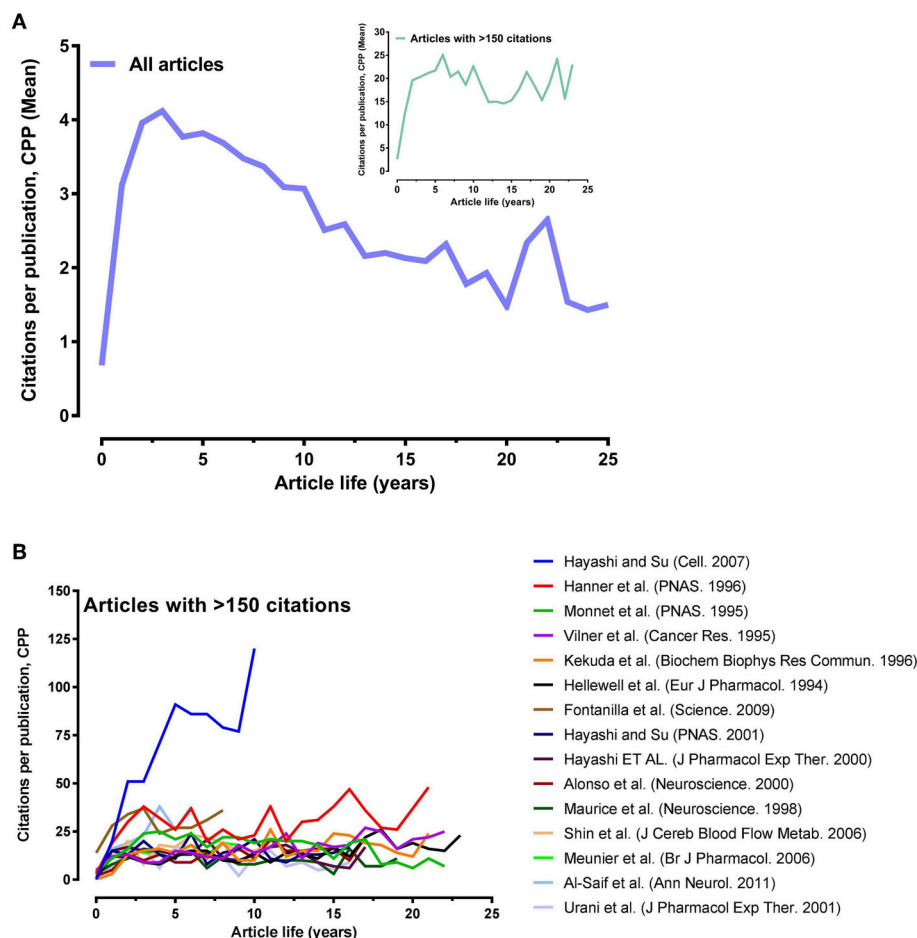 A
Citations per publication, CPP (Mean)
5
4
3
2
1
0
All articles
0 5 10 15 20 25
Article life (years)
Citations per publication, CPP (Mean)
30
25
20
15
10
5
0
Articles with >150 citations
0 5 10 15 20 25
Article life (years)
B
Citations per publication, CPP
150
125
100
75
50
25
0
Articles with >150 citations
0 5 10 15 20 25
Article life (years)
Hayashi and Su (Cell. 2007)
Hanner et al. (PNAS. 1996)
Monnet et al. (PNAS. 1995)
Vilner et al. (Cancer Res. 1995)
Kekuda et al. (Biochem Biophys Res Commun. 1996)
Hellewell et al. (Eur J Pharmacol. 1994)
Fontanilla et al. (Science. 2009)
Hayashi and Su (PNAS. 2001)
Hayashi ET AL. (J Pharmacol Exp Ther. 2000)
Alonso et al. (Neuroscience. 2000)
Maurice et al. (Neuroscience. 1998)
Shin et al. (J Cereb Blood Flow Metab. 2006)
Meunier et al. (Br J Pharmacol. 2006)
Al-Saif et al. (Ann Neurol. 2011)
Urani et al. (J Pharmacol Exp Ther. 2001)